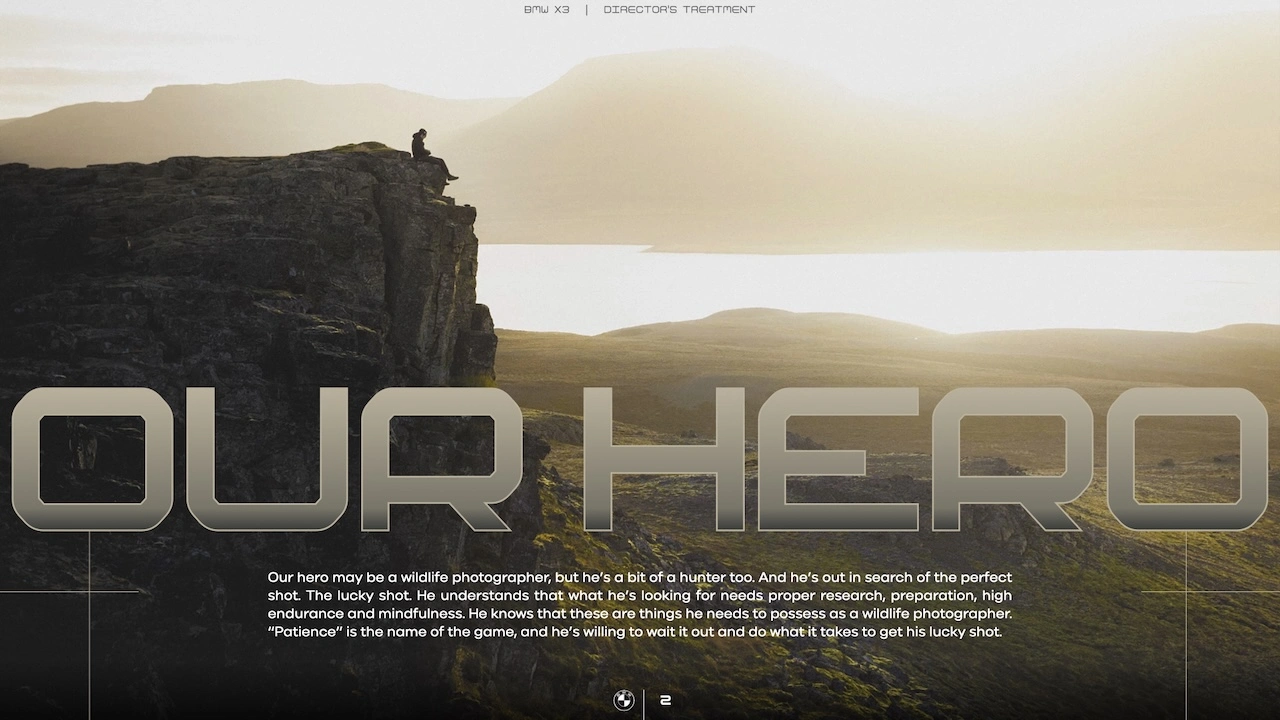 BMW X3 | DIRECTOR'S TREATMENT
OUR HERO
Our hero may be a wildlife photographer, but he's a bit of a hunter too. And he's out in search of the perfect
shot. The lucky shot. He understands that what he's looking for needs proper research, preparation, high
endurance and mindfulness. He knows that these are things he needs to possess as a wildlife photographer.
“Patience” is the name of the game, and he's willing to wait it out and do what it takes to get his lucky shot.
2